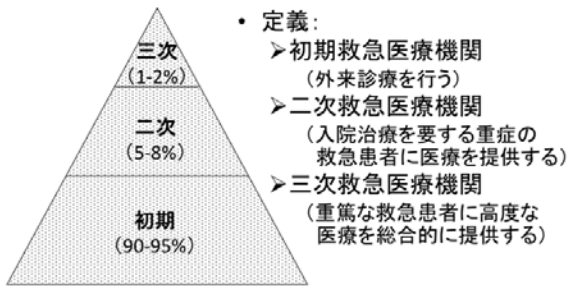 三次
(1-2%)
二次
(5-8%)
初期
(90-95%)
• 定義:
➢初期救急医療機関
(外来診療を行う)
➢二次救急医療機関
(入院治療を要する重症の
救急患者に医療を提供する)
➢三次救急医療機関
(重篤な救急患者に高度な
医療を総合的に提供する)